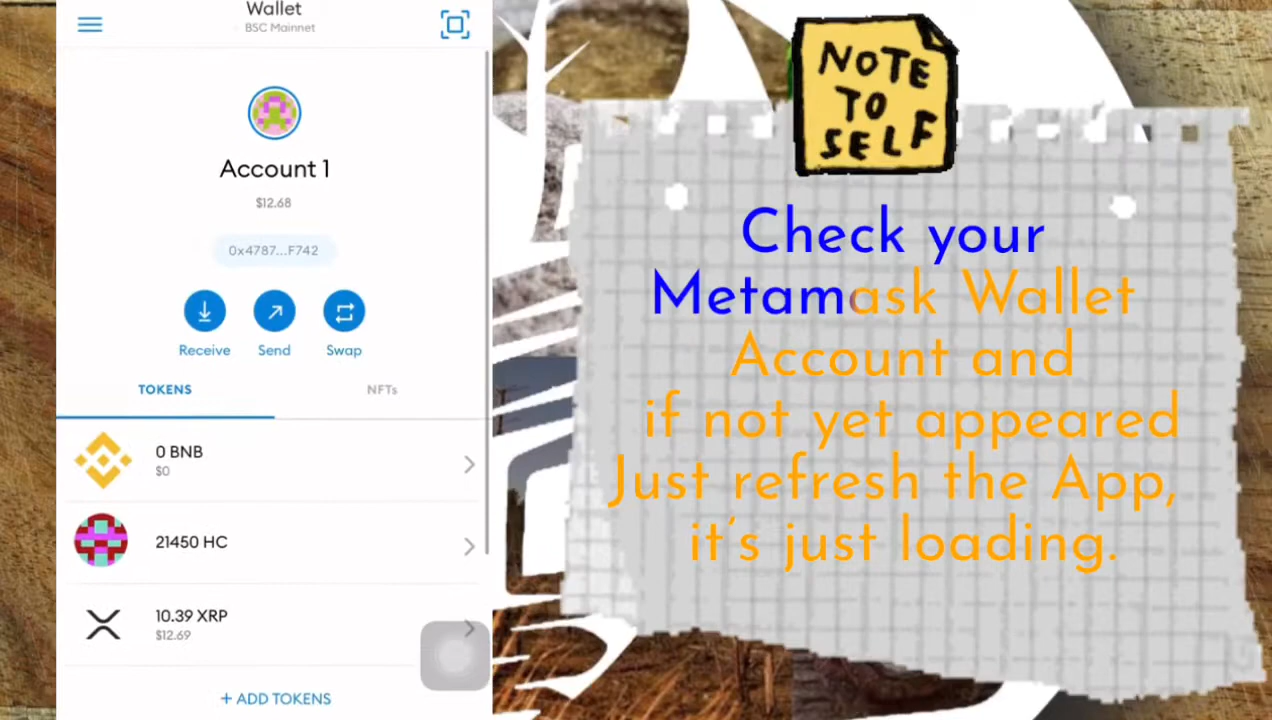 Wallet
BSC Mainnet
Account 1
$12.68
0x4787...F742
Receive
Send
Swap
TOKENS
NFTs
0 BNB
$0
21450 HC
10.39 XRP
$12.69
+ ADD TOKENS
NOTE
TO
SELF
Check your
Metamask Wallet
Account and
if not yet appeared
Just refresh the App,
it's just loading.